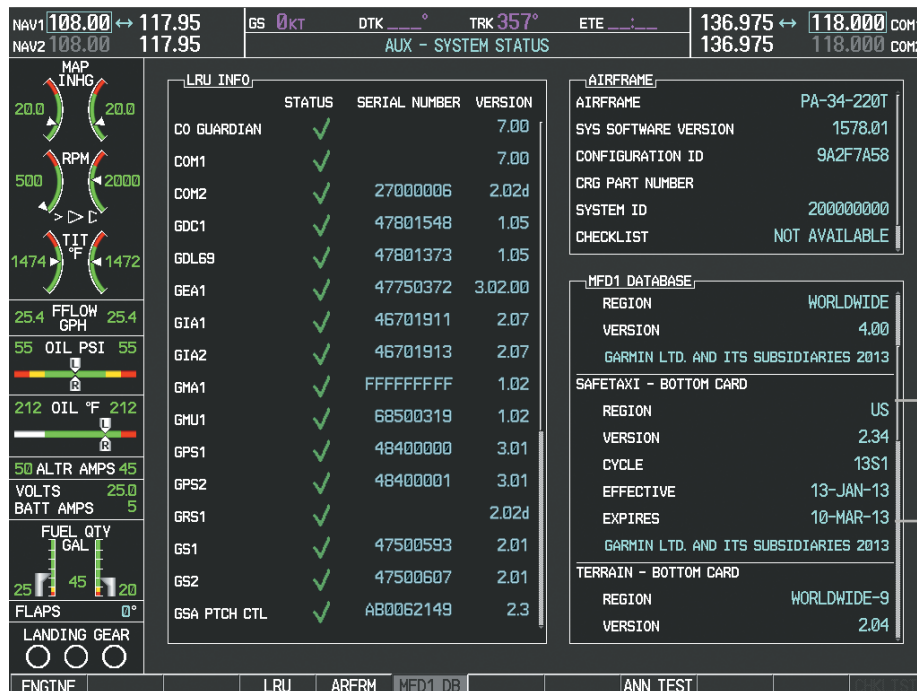 NAV1 108.00 ↔ 117.95 GS 0KT DTK ___° TRK 357° ETE __:__ 136.975 ↔ 118.000 COM1
NAV2 108.00 117.95 AUX - SYSTEM STATUS 136.975 118.000 COM2
MAP
INHG
20.0 20.0
RPM
500 2000
TIT
°F
1474 1472
25.4 FFLOW GPH 25.4
55 OIL PSI 55
L
R
212 OIL °F 212
L
R
50 ALTR AMPS 45
VOLTS 25.0
BATT AMPS 5
FUEL QTY
GAL
25 45 20
FLAPS 0°
LANDING GEAR
LRU INFO
STATUS SERIAL NUMBER VERSION
CO GUARDIAN ✓ 7.00
COM1 ✓ 7.00
COM2 ✓ 27000006 2.02d
GDC1 ✓ 47801548 1.05
GDL69 ✓ 47801373 1.05
GEA1 ✓ 47750372 3.02.00
GIA1 ✓ 46701911 2.07
GIA2 ✓ 46701913 2.07
GMA1 ✓ FFFFFFFFF 1.02
GMU1 ✓ 68500319 1.02
GPS1 ✓ 48400000 3.01
GPS2 ✓ 48400001 3.01
GRS1 ✓ 2.02d
GS1 ✓ 47500593 2.01
GS2 ✓ 47500607 2.01
GSA PTCH CTL ✓ AB0062149 2.3
AIRFRAME
AIRFRAME PA-34-220T
SYS SOFTWARE VERSION 1578.01
CONFIGURATION ID 9A2F7A58
CRG PART NUMBER
SYSTEM ID 200000000
CHECKLIST NOT AVAILABLE
MFD1 DATABASE
REGION WORLDWIDE
VERSION 4.00
GARMIN LTD. AND ITS SUBSIDIARIES 2013
SAFETAXI - BOTTOM CARD
REGION US
VERSION 2.34
CYCLE 13S1
EFFECTIVE 13-JAN-13
EXPIRES 10-MAR-13
GARMIN LTD. AND ITS SUBSIDIARIES 2013
TERRAIN - BOTTOM CARD
REGION WORLDWIDE-9
VERSION 2.04
ENGINE LRU ARFRM MFD1 DB ANN TEST